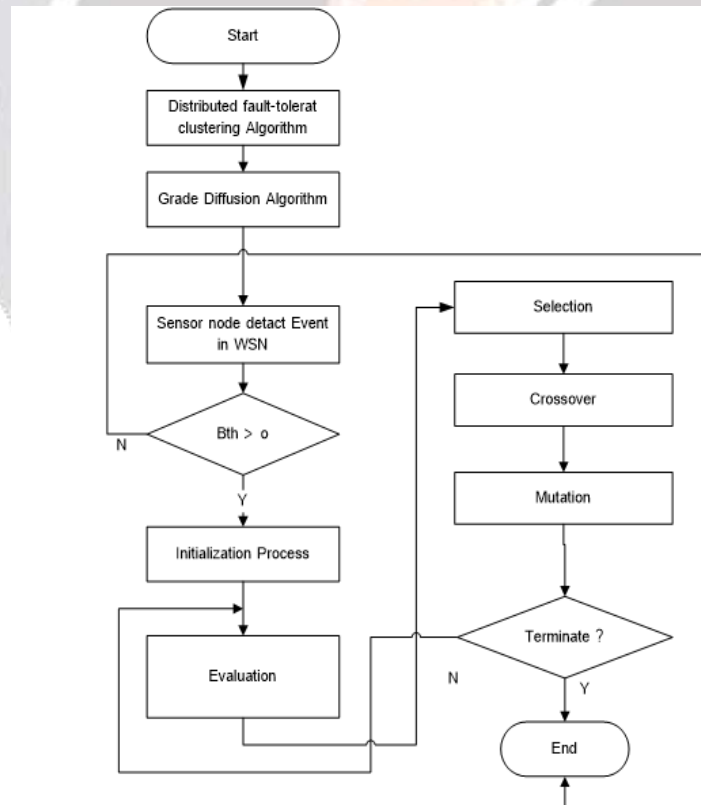 Start
Distributed fault-tolerat
clustering Algorithm
Grade Diffusion Algorithm
Sensor node detact Event
in WSN
Bth > o
N
Y
Initialization Process
Evaluation
Selection
Crossover
Mutation
Terminate ?
N
Y
End